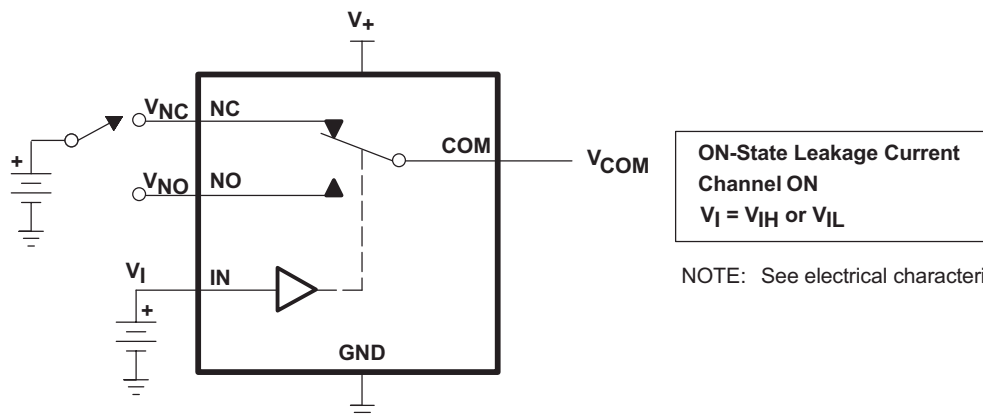 V+
VNC NC
COM
VCOM
VNO NO
VI IN
GND
+
+
ON-State Leakage Current
Channel ON
VI = VIH or VIL
NOTE: See electrical characteri